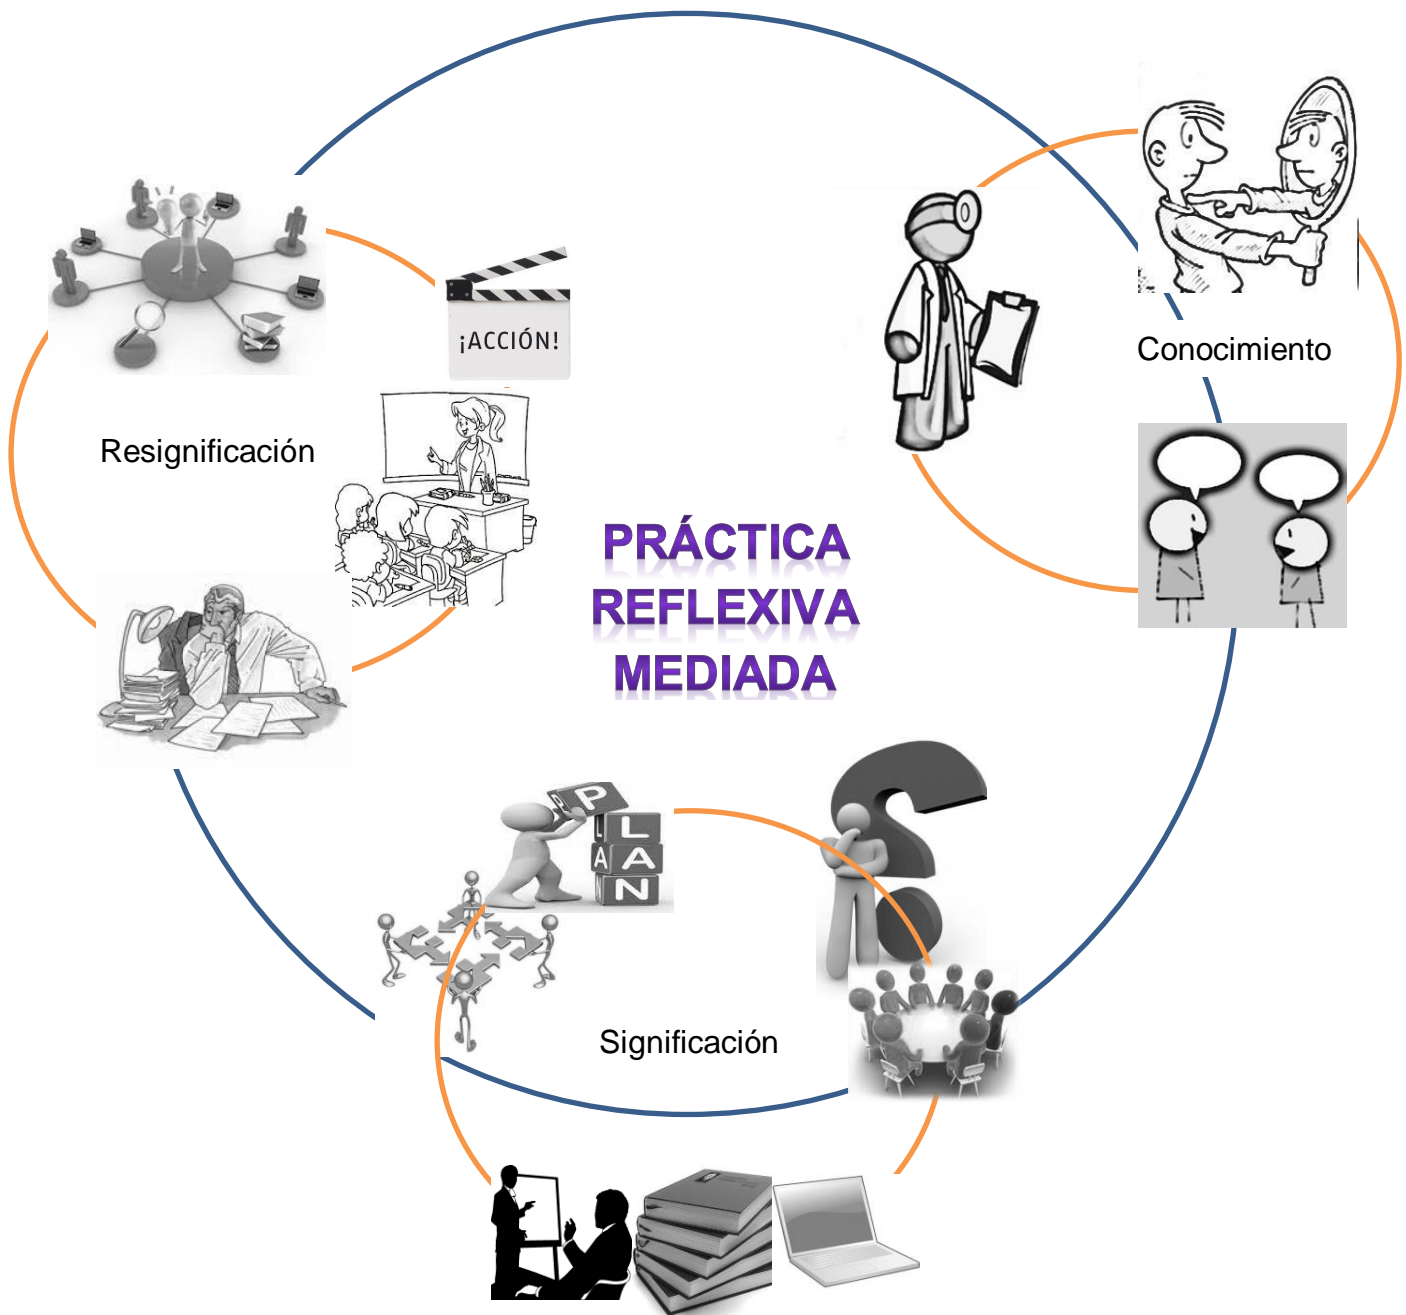 ¡ACCIÓN!
Conocimiento
Resignificación
PRÁCTICA
REFLEXIVA
MEDIADA
P
L L
A A
N N
Significación